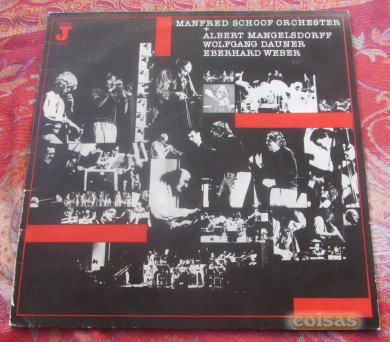 J
MANFRED SCHOOF ORCHESTER
+
ALBERT MANGELSDORFF
WOLFGANG DAUNER
EBERHARD WEBER
coisas